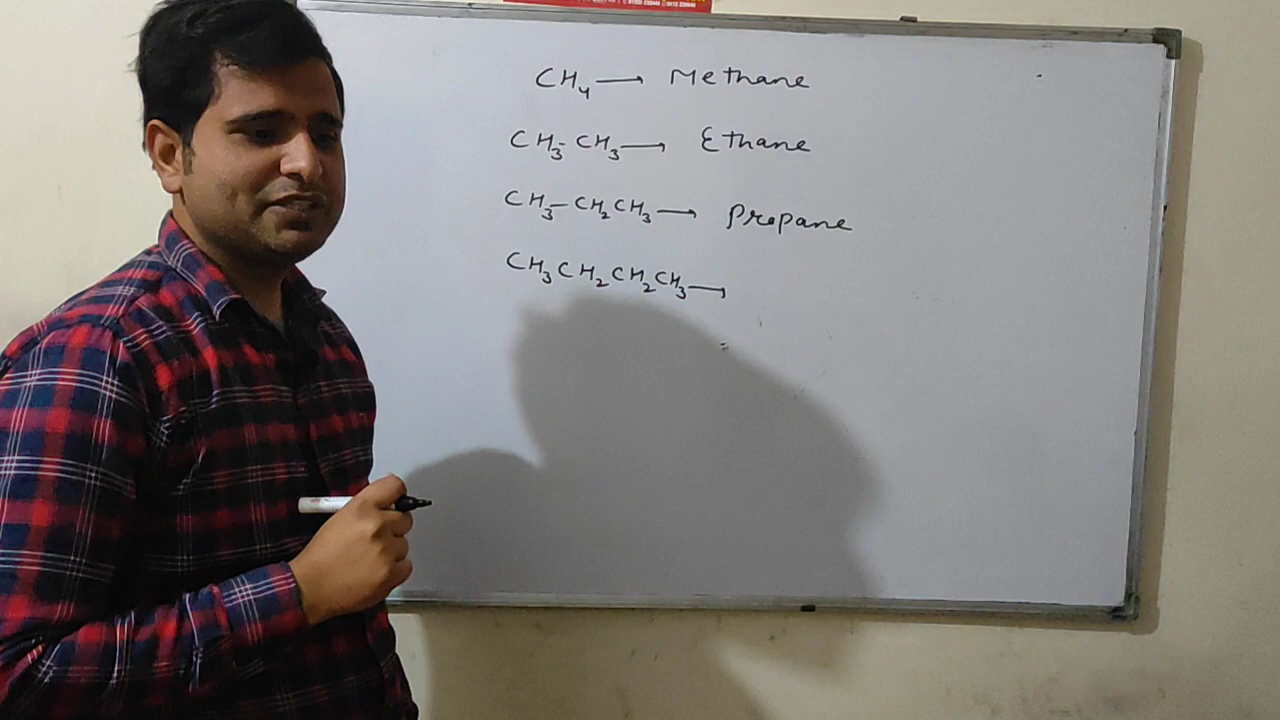 CH₄ → Methane
CH₃-CH₃ → Ethane
CH₃-CH₂CH₃ → Propane
CH₃CH₂CH₂CH₃ →